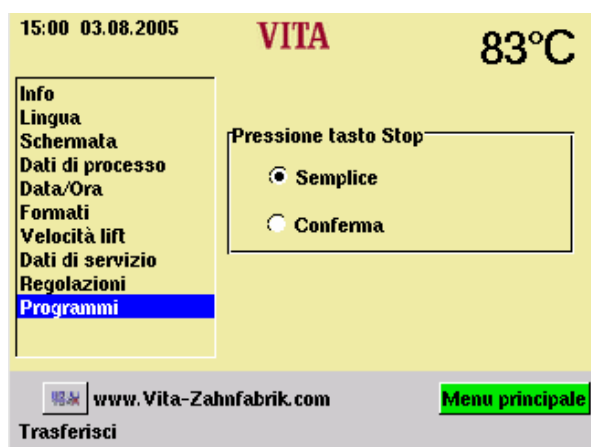 15:00 03.08.2005
VITA
83°C
Info
Lingua
Schermata
Dati di processo
Data/Ora
Formati
Velocità lift
Dati di servizio
Regolazioni
Programmi
Pressione tasto Stop
Semplice
Conferma
www.Vita-Zahnfabrik.com
Menu principale
Trasferisci